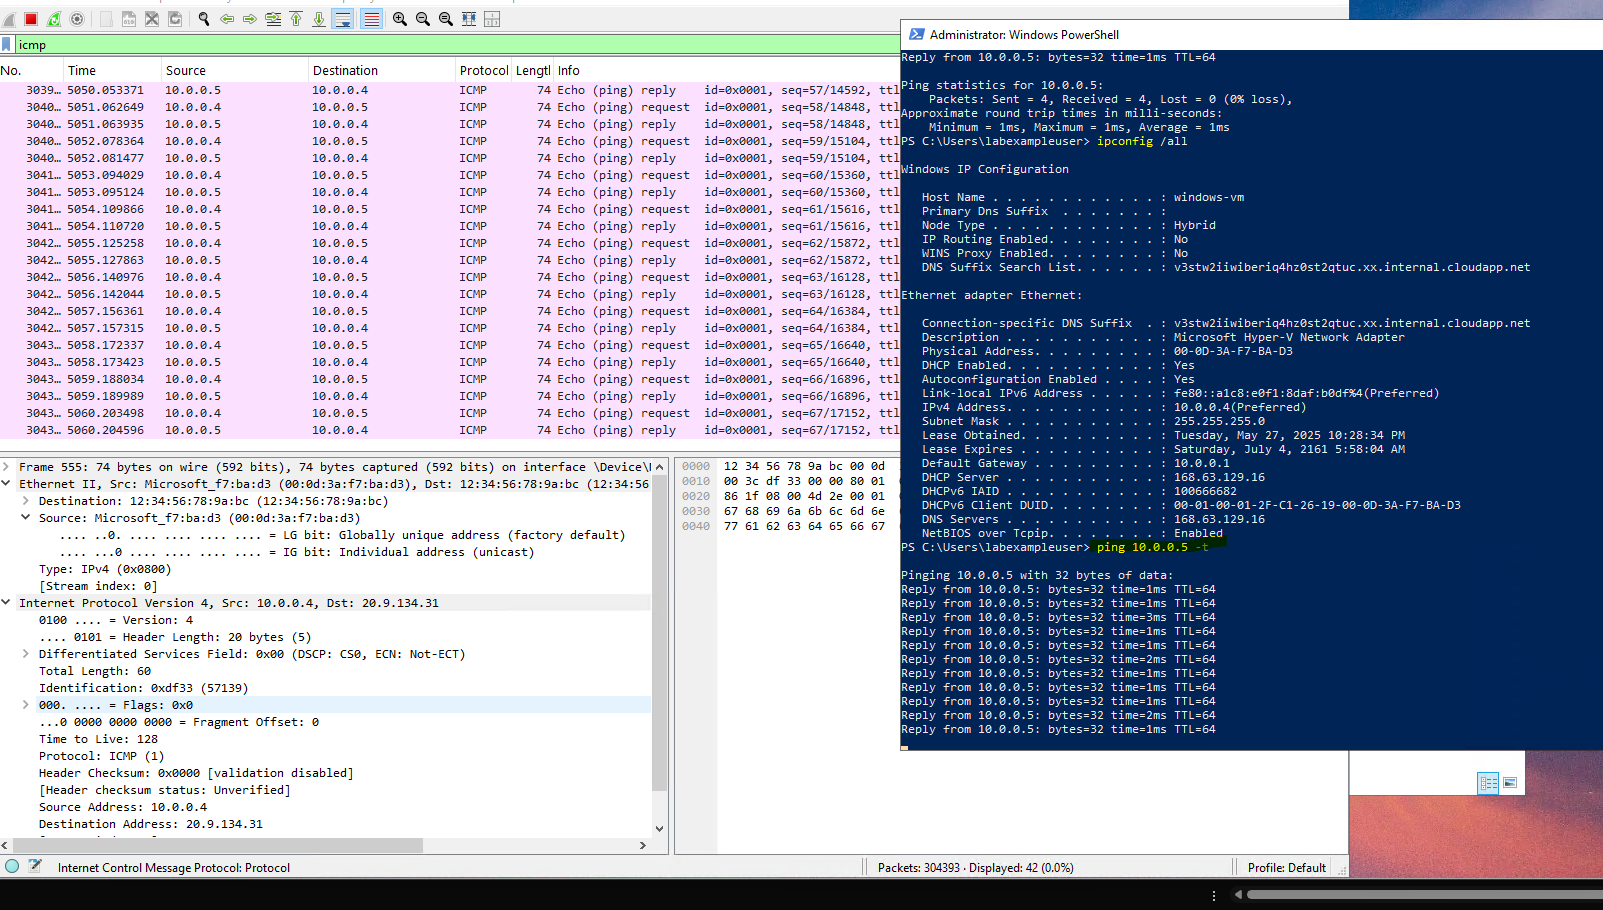 icmp
No. Time Source Destination Protocol Lengtl Info
3039... 5050.053371 10.0.0.5 10.0.0.4 ICMP 74 Echo (ping) reply id=0x0001, seq=57/14592, ttl
3040... 5051.062649 10.0.0.4 10.0.0.5 ICMP 74 Echo (ping) request id=0x0001, seq=58/14848, ttl
3040... 5051.063935 10.0.0.5 10.0.0.4 ICMP 74 Echo (ping) reply id=0x0001, seq=58/14848, ttl
3040... 5052.078364 10.0.0.4 10.0.0.5 ICMP 74 Echo (ping) request id=0x0001, seq=59/15104, ttl
3040... 5052.081477 10.0.0.5 10.0.0.4 ICMP 74 Echo (ping) reply id=0x0001, seq=59/15104, ttl
3041... 5053.094029 10.0.0.4 10.0.0.5 ICMP 74 Echo (ping) request id=0x0001, seq=60/15360, ttl
3041... 5053.095124 10.0.0.5 10.0.0.4 ICMP 74 Echo (ping) reply id=0x0001, seq=60/15360, ttl
3041... 5054.109866 10.0.0.4 10.0.0.5 ICMP 74 Echo (ping) request id=0x0001, seq=61/15616, ttl
3041... 5054.110720 10.0.0.5 10.0.0.4 ICMP 74 Echo (ping) reply id=0x0001, seq=61/15616, ttl
3042... 5055.125258 10.0.0.4 10.0.0.5 ICMP 74 Echo (ping) request id=0x0001, seq=62/15872, ttl
3042... 5055.127863 10.0.0.5 10.0.0.4 ICMP 74 Echo (ping) reply id=0x0001, seq=62/15872, ttl
3042... 5056.140976 10.0.0.4 10.0.0.5 ICMP 74 Echo (ping) request id=0x0001, seq=63/16128, ttl
3042... 5056.142044 10.0.0.5 10.0.0.4 ICMP 74 Echo (ping) reply id=0x0001, seq=63/16128, ttl
3042... 5057.156361 10.0.0.4 10.0.0.5 ICMP 74 Echo (ping) request id=0x0001, seq=64/16384, ttl
3042... 5057.157315 10.0.0.5 10.0.0.4 ICMP 74 Echo (ping) reply id=0x0001, seq=64/16384, ttl
3043... 5058.172337 10.0.0.4 10.0.0.5 ICMP 74 Echo (ping) request id=0x0001, seq=65/16640, ttl
3043... 5058.173423 10.0.0.5 10.0.0.4 ICMP 74 Echo (ping) reply id=0x0001, seq=65/16640, ttl
3043... 5059.188034 10.0.0.4 10.0.0.5 ICMP 74 Echo (ping) request id=0x0001, seq=66/16896, ttl
3043... 5059.189989 10.0.0.5 10.0.0.4 ICMP 74 Echo (ping) reply id=0x0001, seq=66/16896, ttl
3043... 5060.203498 10.0.0.4 10.0.0.5 ICMP 74 Echo (ping) request id=0x0001, seq=67/17152, ttl
3043... 5060.204596 10.0.0.5 10.0.0.4 ICMP 74 Echo (ping) reply id=0x0001, seq=67/17152, ttl
Frame 555: 74 bytes on wire (592 bits), 74 bytes captured (592 bits) on interface \Device\
Ethernet II, Src: Microsoft_f7:ba:d3 (00:0d:3a:f7:ba:d3), Dst: 12:34:56:78:9a:bc (12:34:56
Destination: 12:34:56:78:9a:bc (12:34:56:78:9a:bc)
Source: Microsoft_f7:ba:d3 (00:0d:3a:f7:ba:d3)
.... ..0. .... .... .... .... = LG bit: Globally unique address (factory default)
.... ...0 .... .... .... .... = IG bit: Individual address (unicast)
Type: IPv4 (0x0800)
[Stream index: 0]
Internet Protocol Version 4, Src: 10.0.0.4, Dst: 20.9.134.31
0100 .... = Version: 4
.... 0101 = Header Length: 20 bytes (5)
Differentiated Services Field: 0x00 (DSCP: CS0, ECN: Not-ECT)
Total Length: 60
Identification: 0xdf33 (57139)
000. .... = Flags: 0x0
...0 0000 0000 0000 = Fragment Offset: 0
Time to Live: 128
Protocol: ICMP (1)
Header Checksum: 0x0000 [validation disabled]
[Header checksum status: Unverified]
Source Address: 10.0.0.4
Destination Address: 20.9.134.31
0000 12 34 56 78 9a bc 00 0d
0010 00 3c df 33 00 00 80 01
0020 86 1f 08 00 4d 2e 00 01
0030 67 68 69 6a 6b 6c 6d 6e
0040 77 61 62 63 64 65 66 67
Internet Control Message Protocol: Protocol
Packets: 304393 · Displayed: 42 (0.0%)
Profile: Default
Administrator: Windows PowerShell
Reply from 10.0.0.5: bytes=32 time=1ms TTL=64
Ping statistics for 10.0.0.5:
Packets: Sent = 4, Received = 4, Lost = 0 (0% loss),
Approximate round trip times in milli-seconds:
Minimum = 1ms, Maximum = 1ms, Average = 1ms
PS C:\Users\labexampleuser> ipconfig /all
Windows IP Configuration
Host Name . . . . . . . . . . . . : windows-vm
Primary Dns Suffix  . . . . . . . :
Node Type . . . . . . . . . . . . : Hybrid
IP Routing Enabled. . . . . . . . : No
WINS Proxy Enabled. . . . . . . . : No
DNS Suffix Search List. . . . . . : v3stw2iiwiberiq4hz0st2qtuc.xx.internal.cloudapp.net
Ethernet adapter Ethernet:
Connection-specific DNS Suffix  . : v3stw2iiwiberiq4hz0st2qtuc.xx.internal.cloudapp.net
Description . . . . . . . . . . . : Microsoft Hyper-V Network Adapter
Physical Address. . . . . . . . . : 00-0D-3A-F7-BA-D3
DHCP Enabled. . . . . . . . . . . : Yes
Autoconfiguration Enabled . . . . : Yes
Link-local IPv6 Address . . . . . : fe80::a1c8:e0f1:8daf:b0df%4(Preferred)
IPv4 Address. . . . . . . . . . . : 10.0.0.4(Preferred)
Subnet Mask . . . . . . . . . . . : 255.255.255.0
Lease Obtained. . . . . . . . . . : Tuesday, May 27, 2025 10:28:34 PM
Lease Expires . . . . . . . . . . : Saturday, July 4, 2161 5:58:04 AM
Default Gateway . . . . . . . . . : 10.0.0.1
DHCP Server . . . . . . . . . . . : 168.63.129.16
DHCPv6 IAID . . . . . . . . . . . : 100666682
DHCPv6 Client DUID. . . . . . . . : 00-01-00-01-2F-C1-26-19-00-0D-3A-F7-BA-D3
DNS Servers . . . . . . . . . . . : 168.63.129.16
NetBIOS over Tcpip. . . . . . . . : Enabled
PS C:\Users\labexampleuser> ping 10.0.0.5 -t
Pinging 10.0.0.5 with 32 bytes of data:
Reply from 10.0.0.5: bytes=32 time=1ms TTL=64
Reply from 10.0.0.5: bytes=32 time=1ms TTL=64
Reply from 10.0.0.5: bytes=32 time=3ms TTL=64
Reply from 10.0.0.5: bytes=32 time=1ms TTL=64
Reply from 10.0.0.5: bytes=32 time=1ms TTL=64
Reply from 10.0.0.5: bytes=32 time=2ms TTL=64
Reply from 10.0.0.5: bytes=32 time=1ms TTL=64
Reply from 10.0.0.5: bytes=32 time=1ms TTL=64
Reply from 10.0.0.5: bytes=32 time=1ms TTL=64
Reply from 10.0.0.5: bytes=32 time=2ms TTL=64
Reply from 10.0.0.5: bytes=32 time=1ms TTL=64